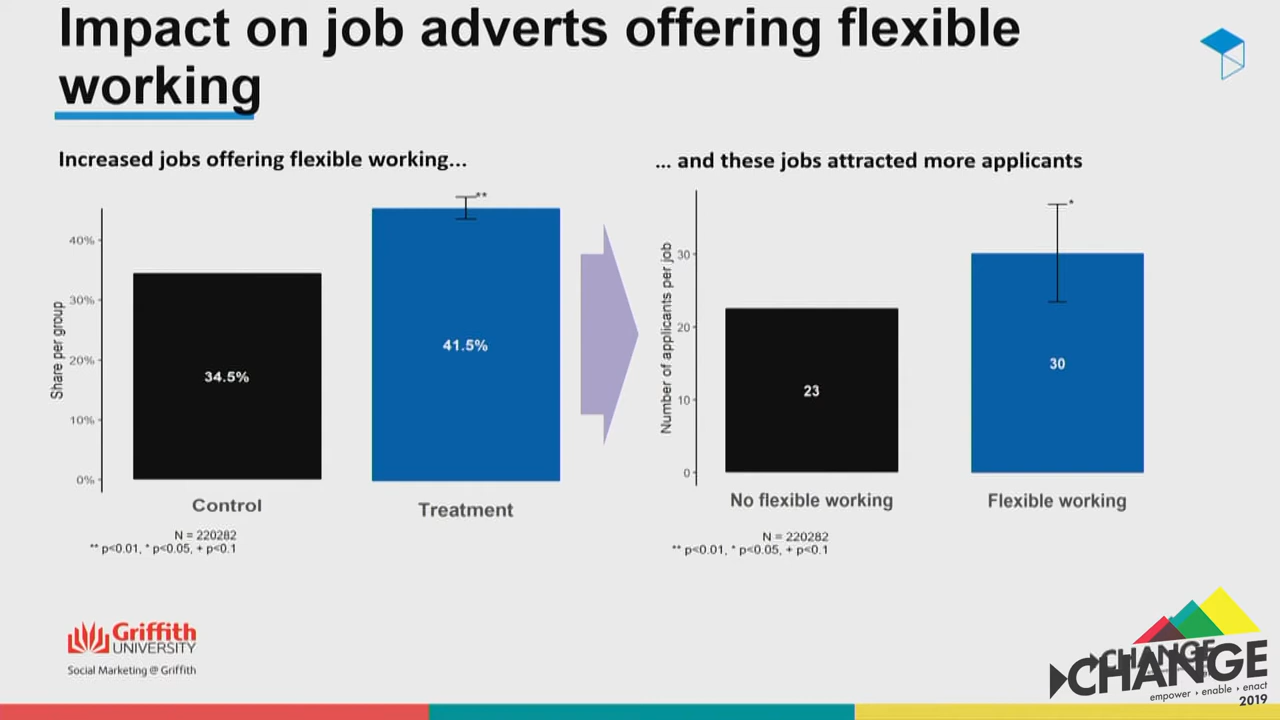 Impact on job adverts offering flexible
working
Increased jobs offering flexible working...
... and these jobs attracted more applicants
Share per group
40%
30%
20%
10%
0%
**
34.5%
41.5%
Control
Treatment
N = 220282
** p<0.01, * p<0.05, + p<0.1
Number of applicants per job
30
20
10
0
*
23
30
No flexible working
Flexible working
N = 220282
** p<0.01, * p<0.05, + p<0.1
Griffith
UNIVERSITY
Social Marketing @ Griffith
CHANGE
CHANGE
empower › enable › enact
2019